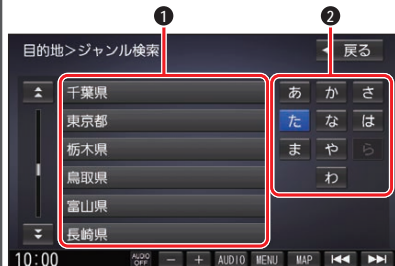 ❶ ❷
目的地>ジャンル検索 戻る
千葉県 あ か さ
東京都 た な は
栃木県 ま や ら
鳥取県 わ
富山県
長崎県
10:00 AUDIO OFF － ＋ AUDIO MENU MAP